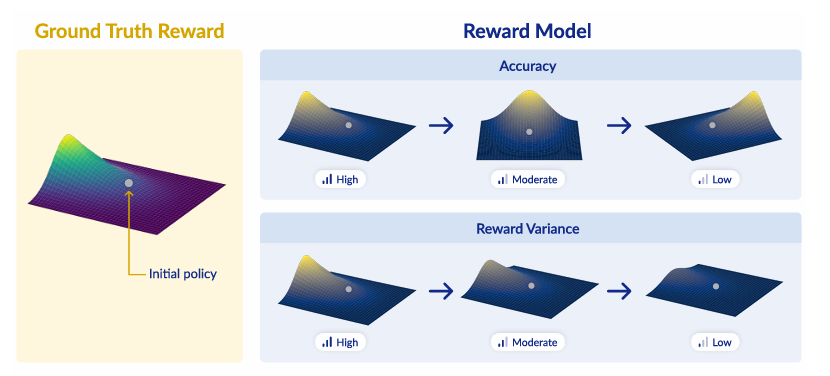 Ground Truth Reward
Initial policy
Reward Model
Accuracy
High
Moderate
Low
Reward Variance
High
Moderate
Low